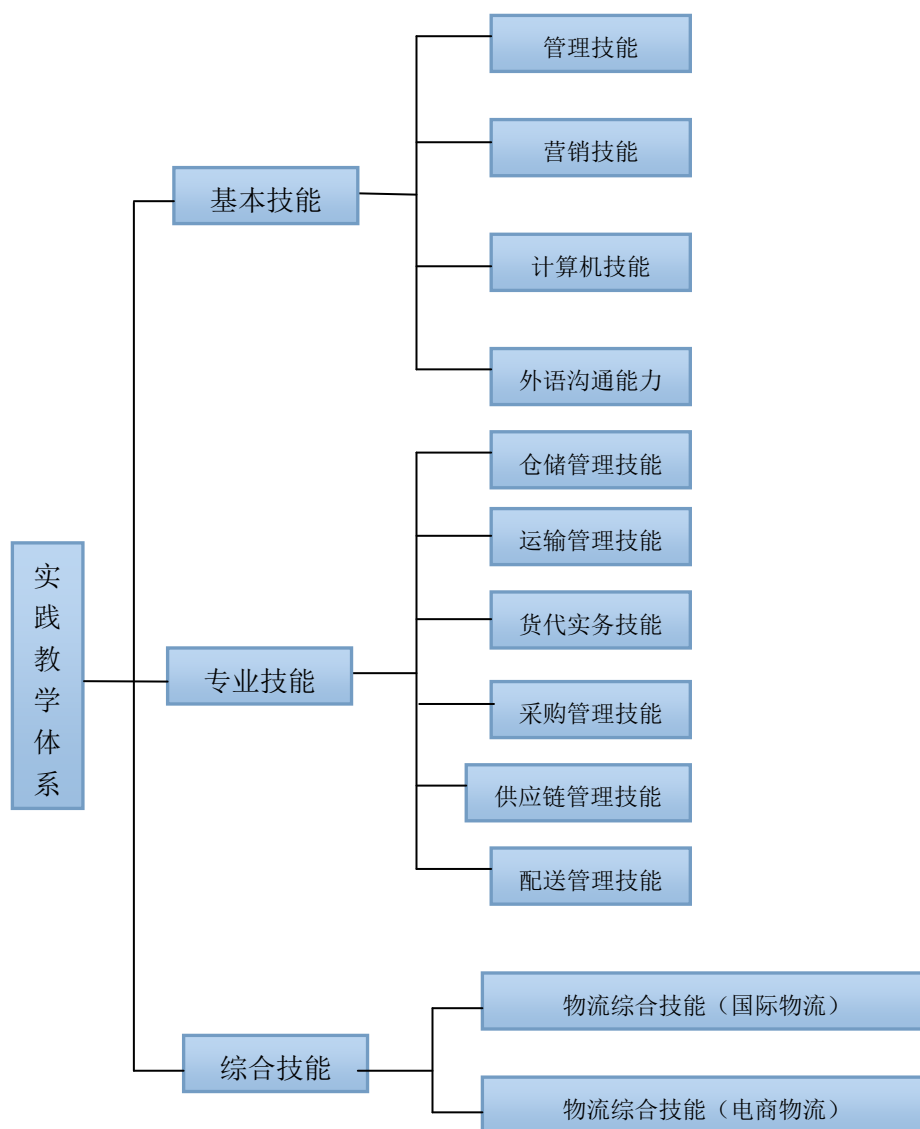 实践教学体系
基本技能
管理技能
营销技能
计算机技能
外语沟通能力
专业技能
仓储管理技能
运输管理技能
货代实务技能
采购管理技能
供应链管理技能
配送管理技能
综合技能
物流综合技能（国际物流）
物流综合技能（电商物流）